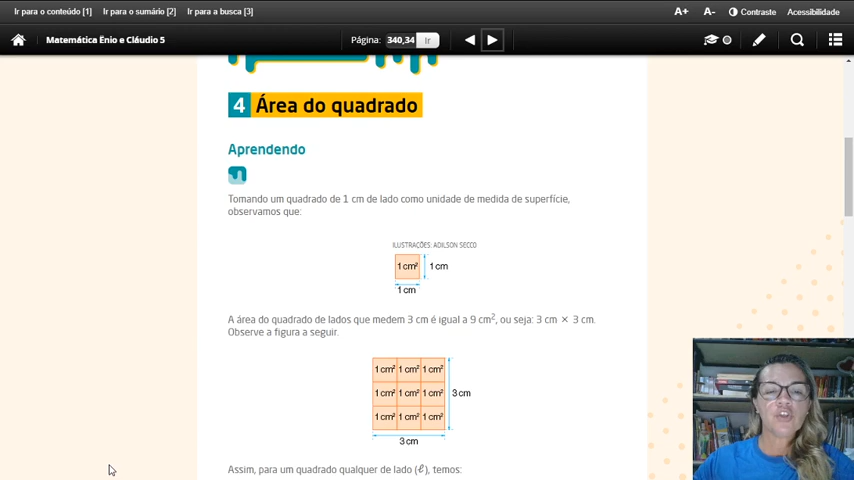 Ir para o conteúdo [1] Ir para o sumário [2] Ir para a busca [3] A+ A- Contraste Acessibilidade
Matemática Ênio e Cláudio 5 Página: 340,34 Ir
4 Área do quadrado
Aprendendo
Tomando um quadrado de 1 cm de lado como unidade de medida de superfície,
observamos que:
ILUSTRAÇÕES: ADILSON SECCO
1 cm² 1 cm
1 cm
A área do quadrado de lados que medem 3 cm é igual a 9 cm², ou seja: 3 cm × 3 cm.
Observe a figura a seguir.
1 cm² 1 cm² 1 cm²
1 cm² 1 cm² 1 cm² 3 cm
1 cm² 1 cm² 1 cm²
3 cm
Assim, para um quadrado qualquer de lado (ℓ), temos: